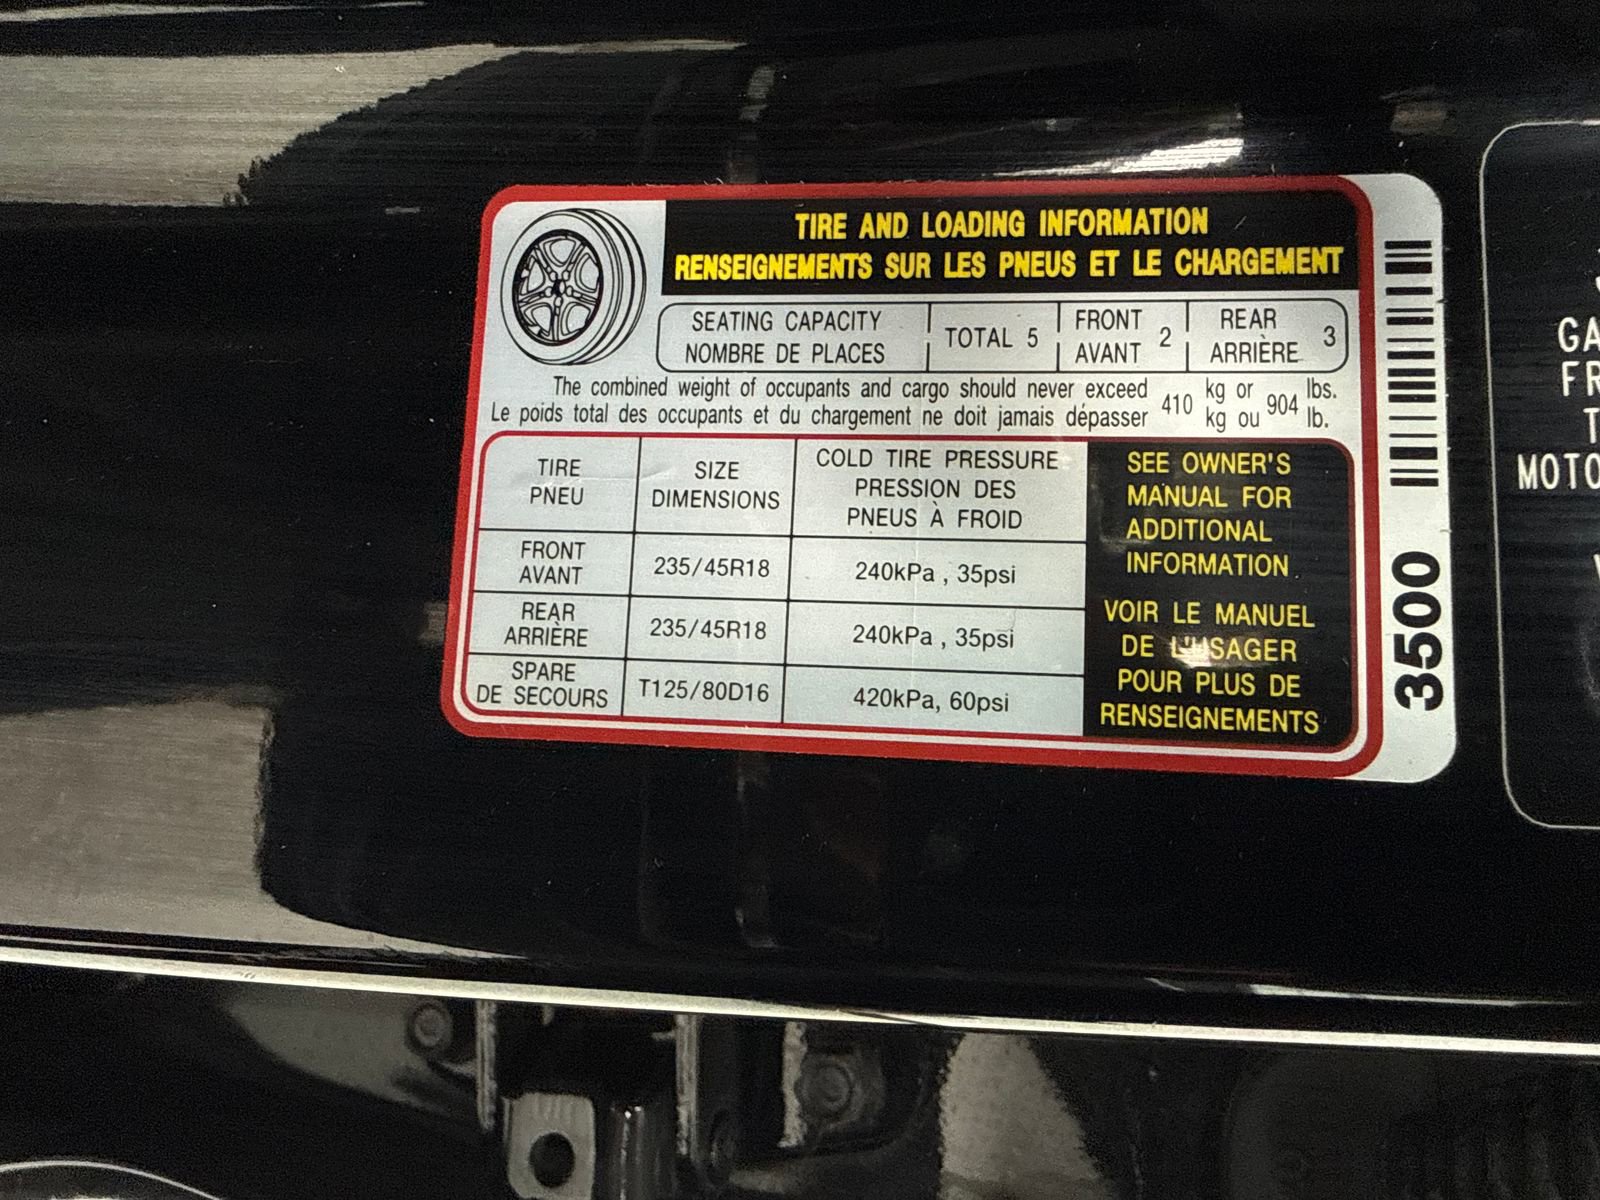 TIRE AND LOADING INFORMATION
RENSEIGNEMENTS SUR LES PNEUS ET LE CHARGEMENT
SEATING CAPACITY
NOMBRE DE PLACES
TOTAL 5
FRONT
AVANT
2
REAR
ARRIÈRE
3
The combined weight of occupants and cargo should never exceed
Le poids total des occupants et du chargement ne doit jamais dépasser
410
kg or
kg ou
904
lbs.
lb.
TIRE
PNEU
SIZE
DIMENSIONS
COLD TIRE PRESSURE
PRESSION DES
PNEUS À FROID
FRONT
AVANT
235/45R18
240kPa , 35psi
REAR
ARRIÈRE
235/45R18
240kPa , 35psi
SPARE
DE SECOURS
T125/80D16
420kPa, 60psi
SEE OWNER'S
MANUAL FOR
ADDITIONAL
INFORMATION
VOIR LE MANUEL
DE L'USAGER
POUR PLUS DE
RENSEIGNEMENTS
3500
GA
FR
T
MOTO